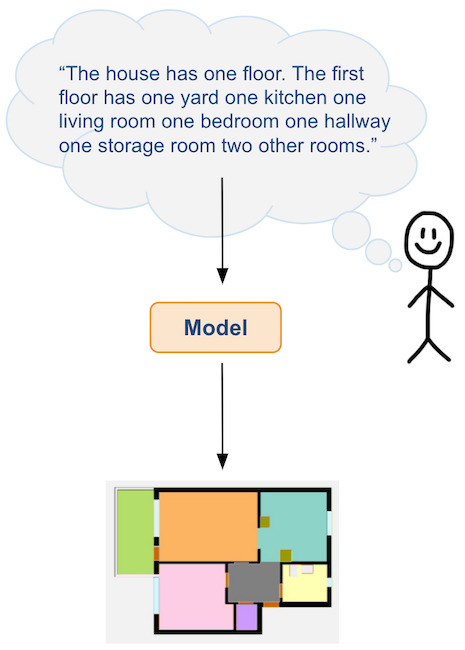 “The house has one floor. The first
floor has one yard one kitchen one
living room one bedroom one hallway
one storage room two other rooms.”
Model